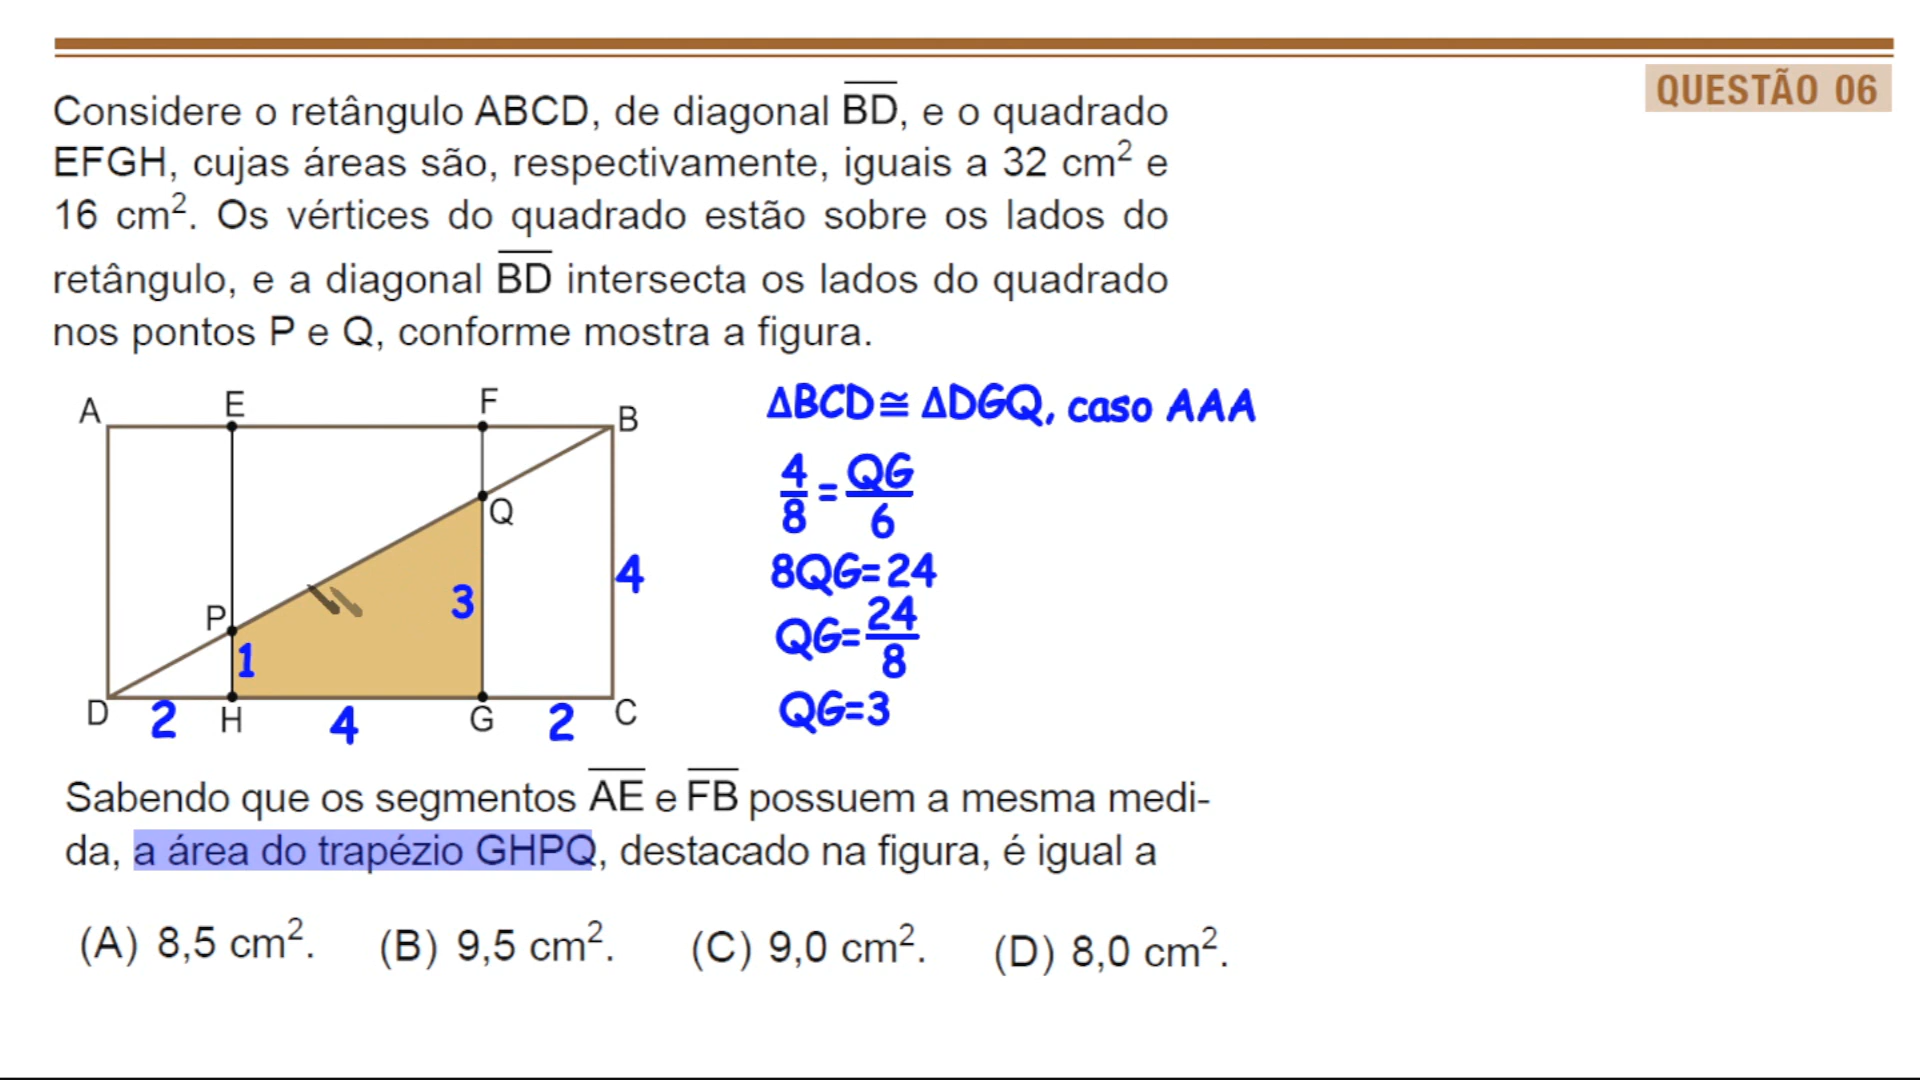 QUESTÃO 06
Considere o retângulo ABCD, de diagonal BD, e o quadrado
EFGH, cujas áreas são, respectivamente, iguais a 32 cm² e
16 cm². Os vértices do quadrado estão sobre os lados do
retângulo, e a diagonal BD intersecta os lados do quadrado
nos pontos P e Q, conforme mostra a figura.
A E F B
Q
P
3
4
1
D 2 H 4 G 2 C
ΔBCD≅ΔDGQ, caso AAA
4/8=QG/6
8QG=24
QG=24/8
QG=3
Sabendo que os segmentos AE e FB possuem a mesma medi-
da, a área do trapézio GHPQ, destacado na figura, é igual a
(A) 8,5 cm². (B) 9,5 cm². (C) 9,0 cm². (D) 8,0 cm².